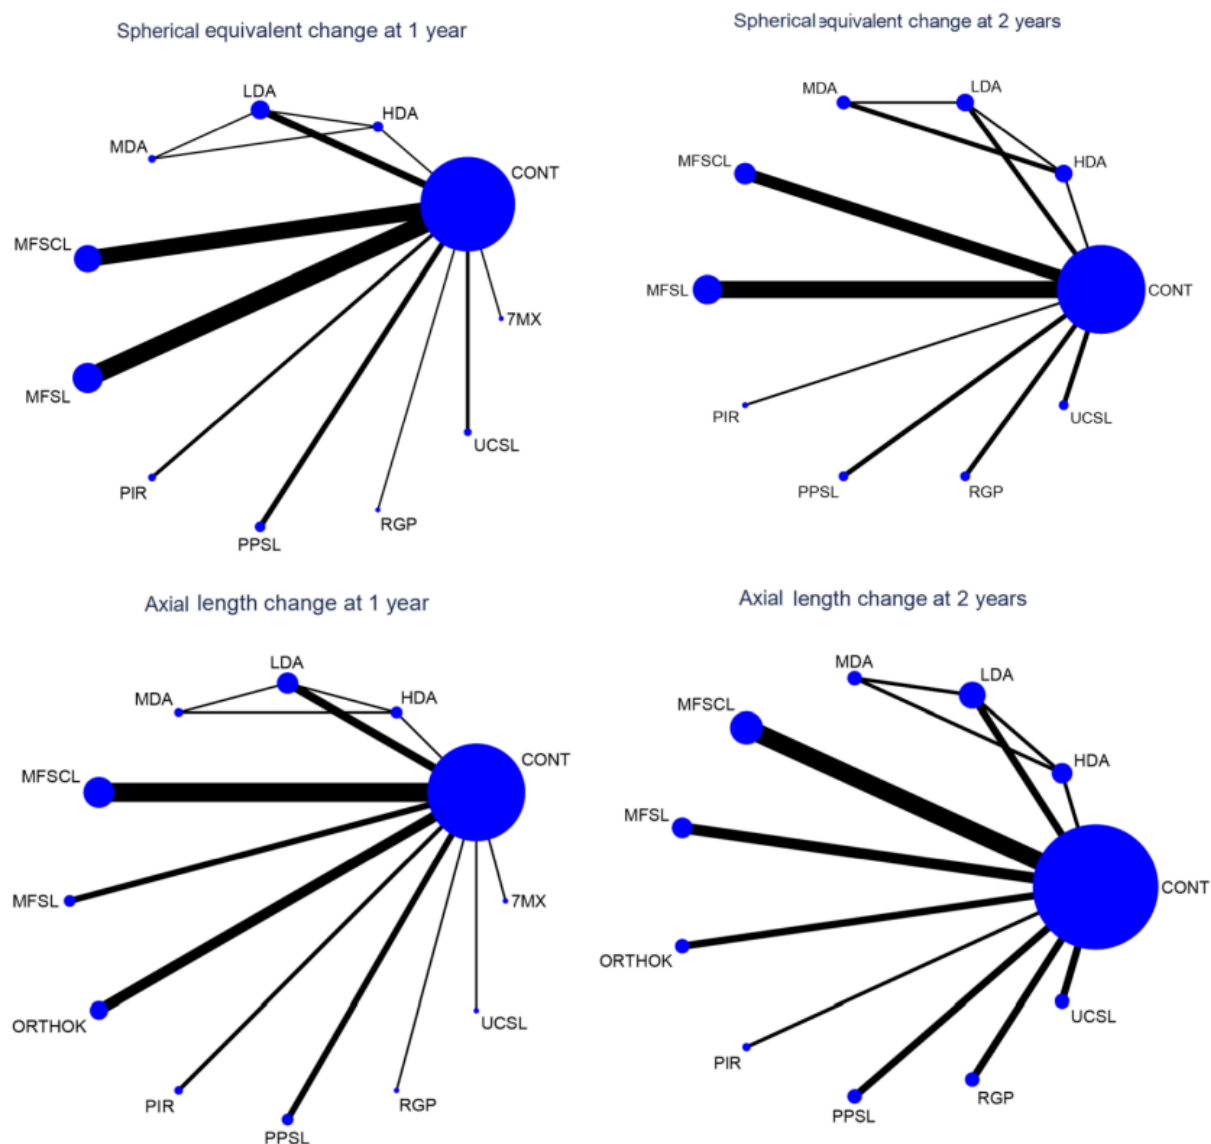 Spherical equivalent change at 1 year
LDA
HDA
MDA
CONT
MFSCL
7MX
MFSL
UCSL
PIR
RGP
PPSL
Spherical equivalent change at 2 years
MDA
LDA
MFSCL
HDA
MFSL
CONT
PIR
UCSL
PPSL
RGP
Axial length change at 1 year
LDA
MDA
HDA
CONT
MFSCL
MFSL
7MX
ORTHOK
UCSL
PIR
RGP
PPSL
Axial length change at 2 years
MDA
LDA
MFSCL
HDA
MFSL
CONT
ORTHOK
UCSL
PIR
RGP
PPSL